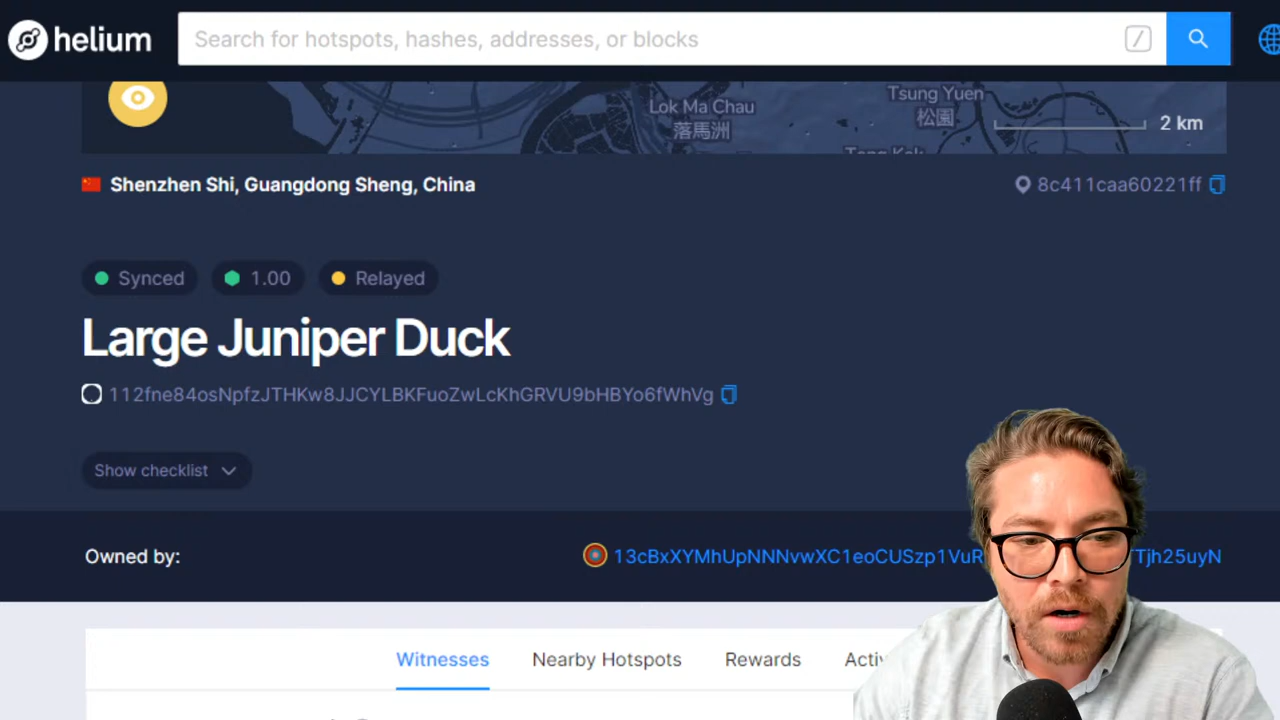 helium
Search for hotspots, hashes, addresses, or blocks
/
Lok Ma Chau
落馬洲
Tsung Yuen
松園
2 km
Shenzhen Shi, Guangdong Sheng, China
8c411caa60221ff
Synced
1.00
Relayed
Large Juniper Duck
112fne84osNpfzJTHKw8JJCYLBKFuoZwLcKhGRVU9bHBYo6fWhVg
Show checklist
Owned by:
13cBxXYMhUpNNNvwXC1eoCUSzp1VuR
Tjh25uyN
Witnesses
Nearby Hotspots
Rewards